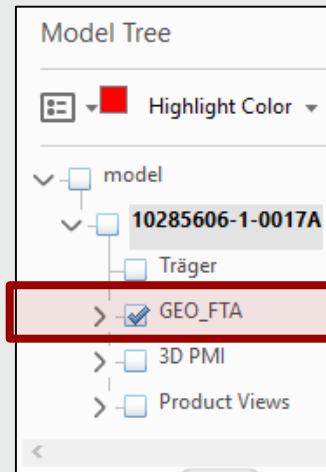 Model Tree
Highlight Color
model
10285606-1-0017A
Träger
GEO_FTA
3D PMI
Product Views